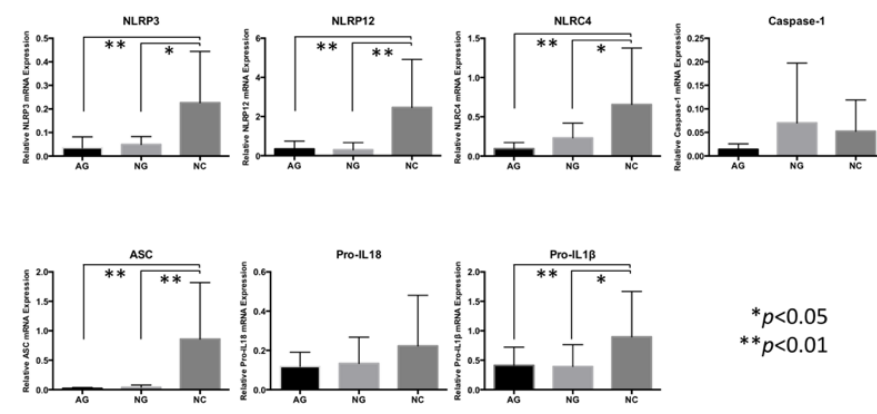 NLRP3
Relative NLRP3 mRNA Expression
0.5
0.4
0.3
0.2
0.1
0.0
**
*
AG NG NC
NLRP12
Relative NLRP12 mRNA Expression
6
4
2
0
**
**
AG NG NC
NLRC4
Relative NLRC4 mRNA Expression
1.5
1.0
0.5
0.0
**
*
AG NG NC
Caspase-1
Relative Caspase-1 mRNA Expression
0.25
0.20
0.15
0.10
0.05
0.00
AG NG NC
ASC
Relative ASC mRNA Expression
2.0
1.5
1.0
0.5
0.0
**
**
AG NG NC
Pro-IL18
Relative Pro-IL18 mRNA Expression
0.6
0.4
0.2
0.0
AG NG NC
Pro-IL1β
Relative Pro-IL1β mRNA Expression
2.0
1.5
1.0
0.5
0.0
**
*
AG NG NC
*p<0.05
**p<0.01